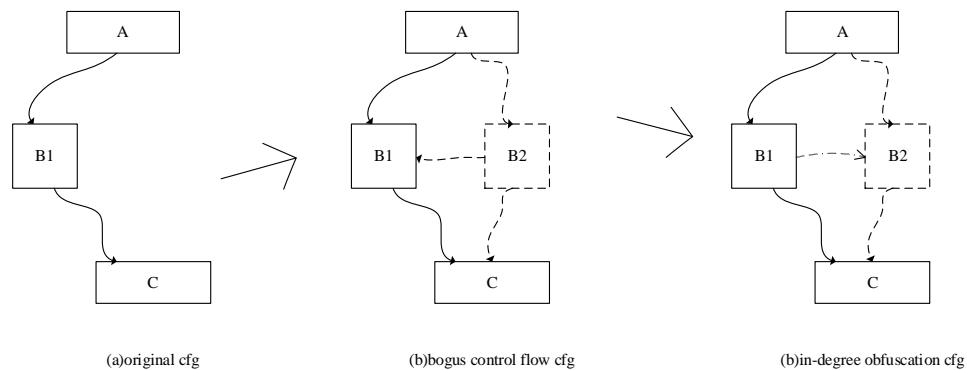 A
A
A
B1
B1
B2
B1
B2
C
C
C
(a)original cfg
(b)bogus control flow cfg
(b)in-degree obfuscation cfg